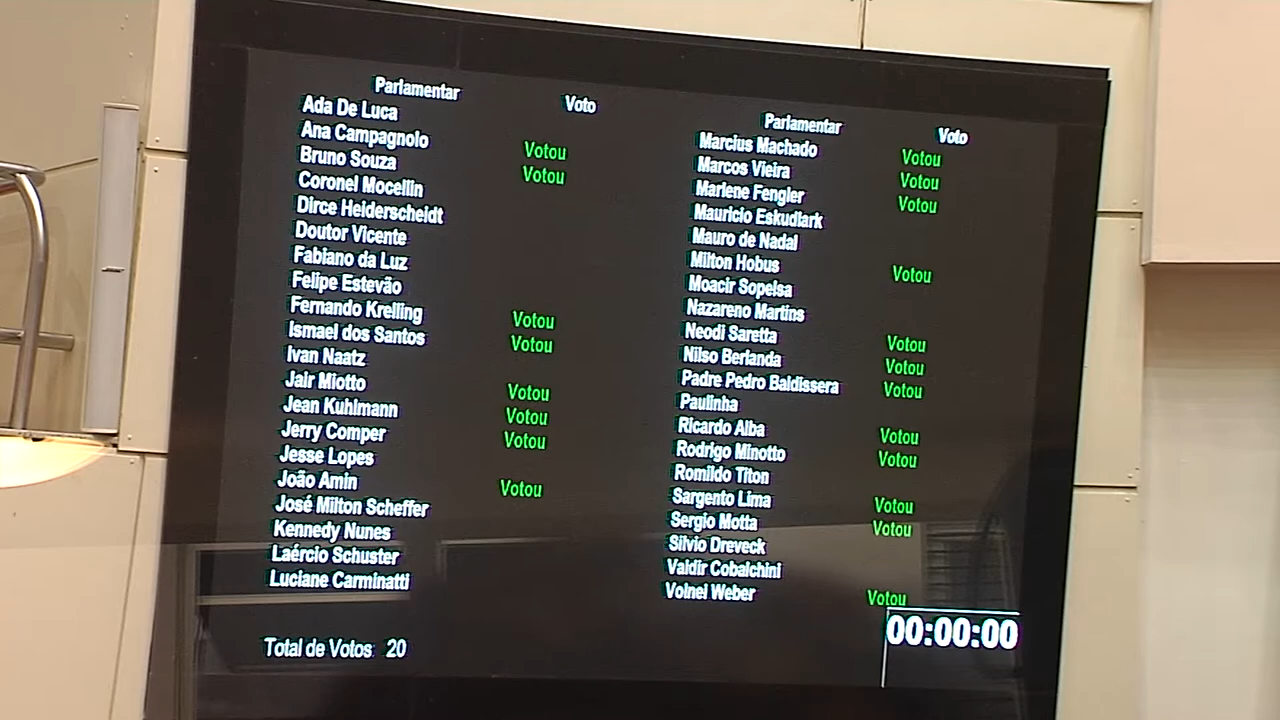 Parlamentar Voto
Ada De Luca
Ana Campagnolo Votou
Bruno Souza Votou
Coronel Mocellin
Dirce Heiderscheidt
Doutor Vicente
Fabiano da Luz
Felipe Estevão
Fernando Krelling Votou
Ismael dos Santos Votou
Ivan Naatz
Jair Miotto Votou
Jean Kuhlmann Votou
Jerry Comper Votou
Jesse Lopes
João Amin Votou
José Milton Scheffer
Kennedy Nunes
Laércio Schuster
Luciane Carminatti
Total de Votos 20
Parlamentar Voto
Marcius Machado Votou
Marcos Vieira Votou
Marlene Fengler Votou
Mauricio Eskudlark
Mauro de Nadal
Milton Hobus Votou
Moacir Sopelsa
Nazareno Martins
Neodi Saretta Votou
Nilso Berlanda Votou
Padre Pedro Baldissera Votou
Paulinha
Ricardo Alba Votou
Rodrigo Minotto Votou
Romildo Titon
Sargento Lima Votou
Sergio Motta Votou
Silvio Dreveck
Valdir Cobalchini
Volnei Weber Votou
00:00:00